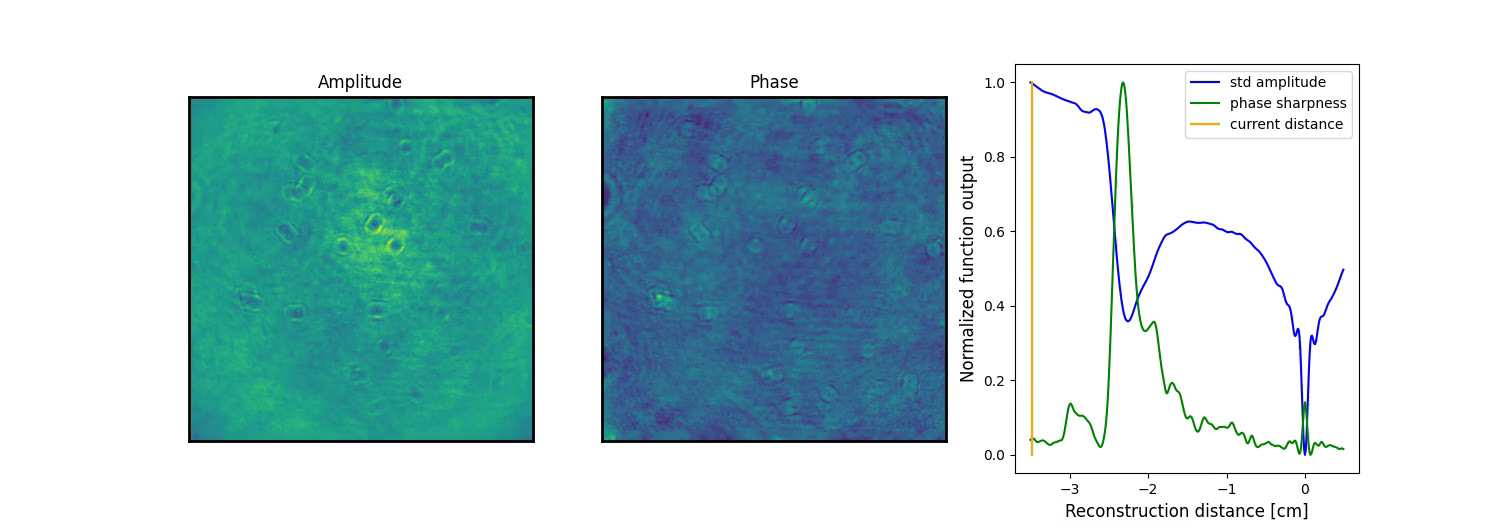 Amplitude
Phase
std amplitude
phase sharpness
current distance
Normalized function output
1.0
0.8
0.6
0.4
0.2
0.0
−3
−2
−1
0
Reconstruction distance [cm]